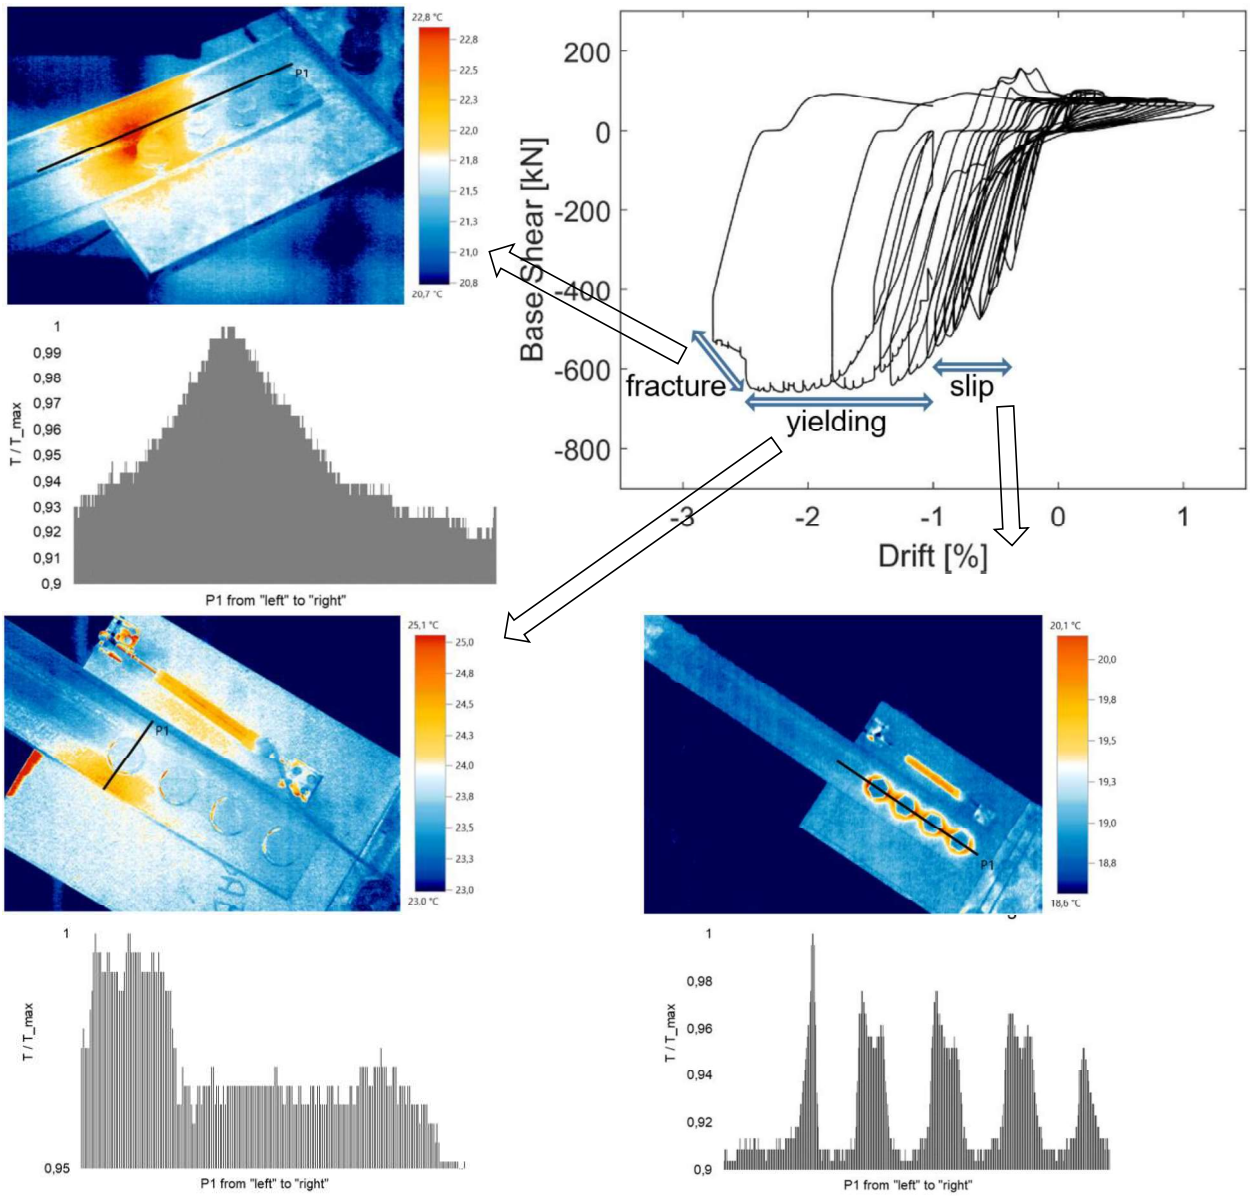 22,8 °C
22,8
22,5
22,3
22,0
21,8
21,5
21,3
21,0
20,8
20,7 °C
P1
200
0
-200
-400
-600
-800
Base Shear [kN]
-3
-2
-1
0
1
Drift [%]
fracture
yielding
slip
1
0,99
0,98
0,97
0,96
0,95
0,94
0,93
0,92
0,91
0,9
T / T_max
P1 from "left" to "right"
25,1 °C
25,0
24,8
24,5
24,3
24,0
23,8
23,5
23,3
23,0
23.0 °C
P1
20,1 °C
20,0
19,8
19,5
19,3
19,0
18,8
18,6 °C
P1
1
0,95
T / T_max
P1 from "left" to "right"
1
0,98
0,96
0,94
0,92
0,9
T / T_max
P1 from "left" to "right"